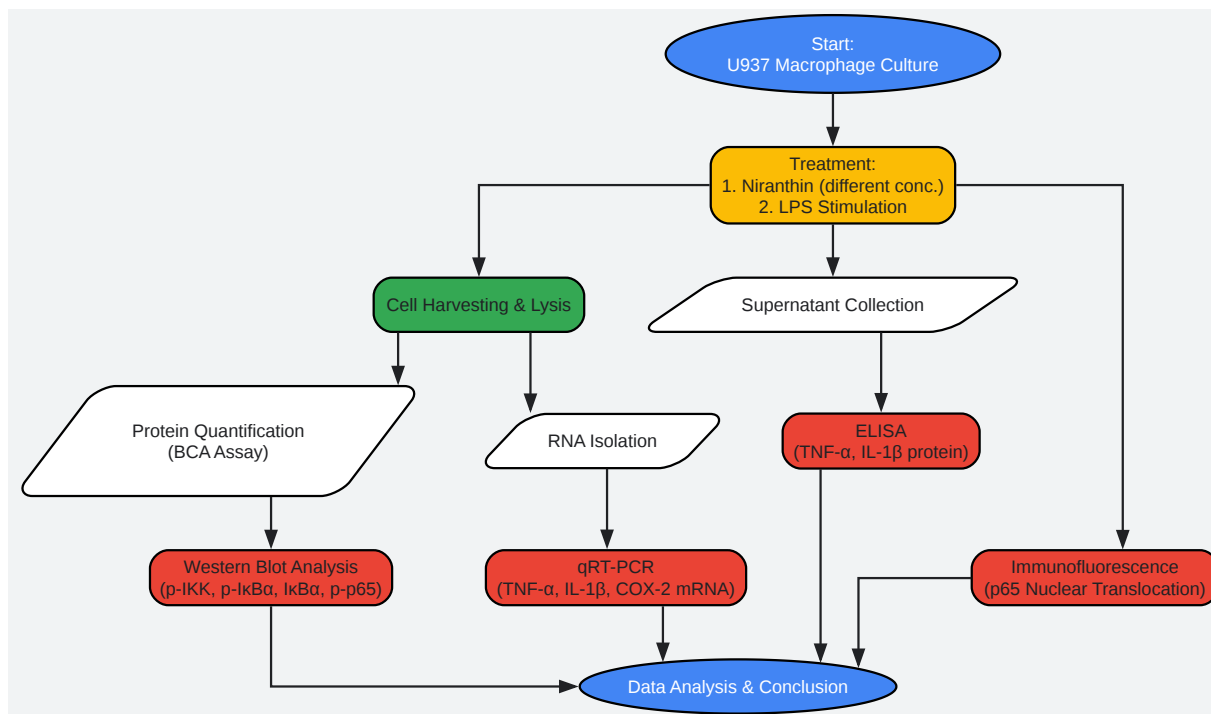 Start:
U937 Macrophage Culture
Treatment:
1. Niranthin (different conc.)
2. LPS Stimulation
Cell Harvesting & Lysis
Supernatant Collection
Protein Quantification
(BCA Assay)
RNA Isolation
ELISA
(TNF-α, IL-1β protein)
Western Blot Analysis
(p-IKK, p-IκBα, IκBα, p-p65)
qRT-PCR
(TNF-α, IL-1β, COX-2 mRNA)
Immunofluorescence
(p65 Nuclear Translocation)
Data Analysis & Conclusion